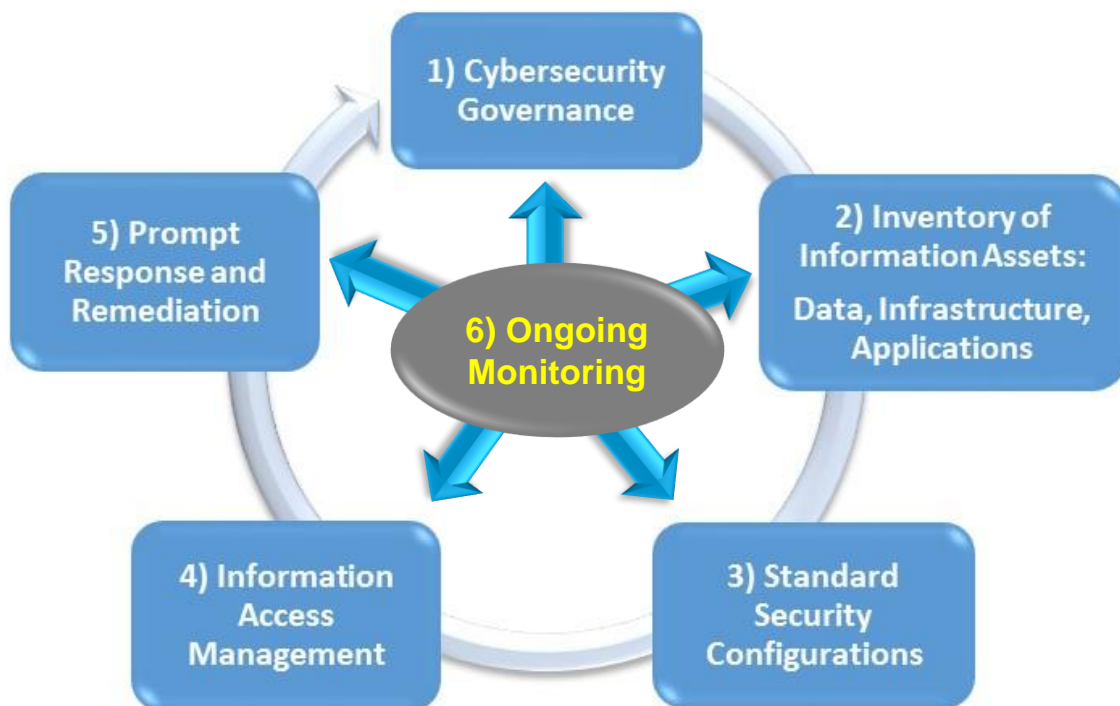 1) Cybersecurity
Governance
2) Inventory of
Information Assets:
Data, Infrastructure,
Applications
3) Standard
Security
Configurations
4) Information
Access
Management
5) Prompt
Response and
Remediation
6) Ongoing
Monitoring